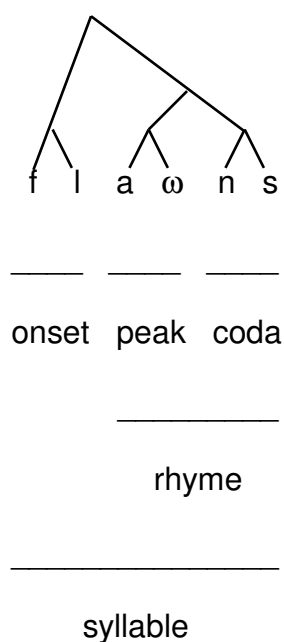 f l a ω n s
onset peak coda
rhyme
syllable